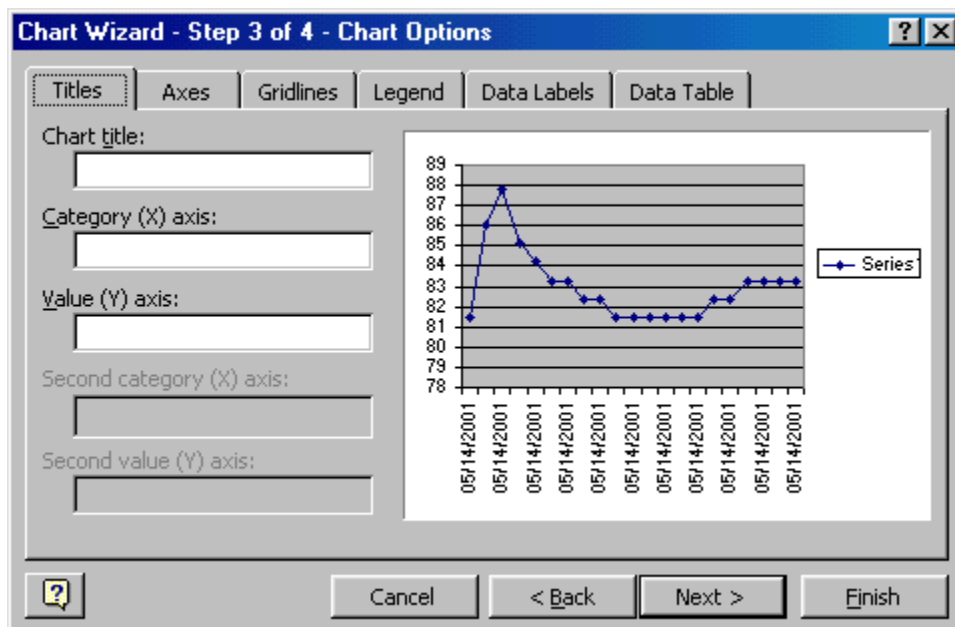 Chart Wizard - Step 3 of 4 - Chart Options
Titles Axes Gridlines Legend Data Labels Data Table
Chart title:
Category (X) axis:
Value (Y) axis:
Second category (X) axis:
Second value (Y) axis:
89
88
87
86
85
84
83
82
81
80
79
78
05/14/2001
05/14/2001
05/14/2001
05/14/2001
05/14/2001
05/14/2001
05/14/2001
05/14/2001
05/14/2001
05/14/2001
05/14/2001
Series1
Cancel < Back Next > Finish